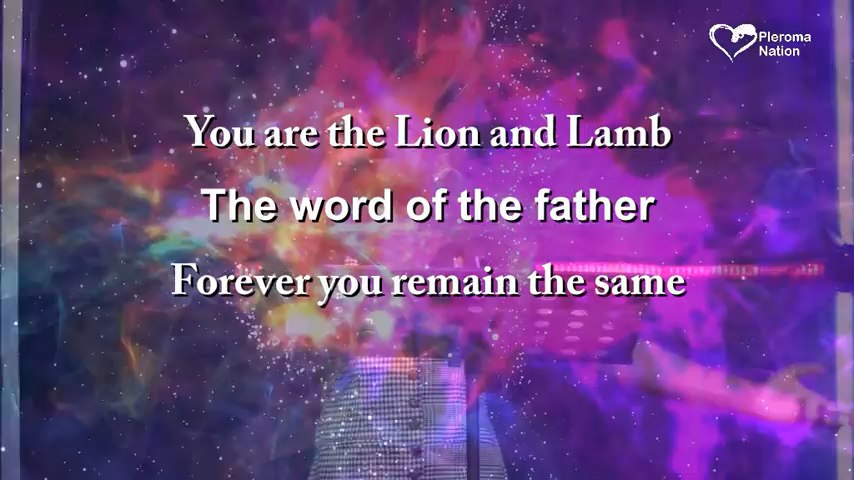 Pleroma
Nation
You are the Lion and Lamb
The word of the father
Forever you remain the same